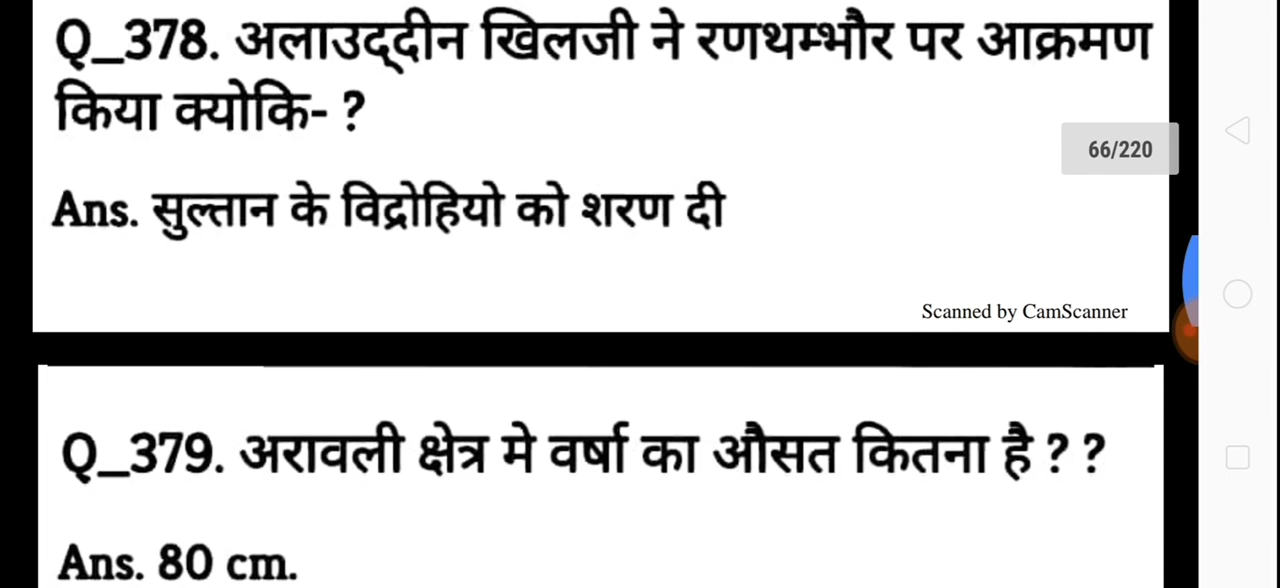 Q_378. अलाउद्दीन खिलजी ने रणथम्भौर पर आक्रमण
किया क्योकि- ?
66/220
Ans. सुल्तान के विद्रोहियो को शरण दी
Scanned by CamScanner
Q_379. अरावली क्षेत्र मे वर्षा का औसत कितना है ? ?
Ans. 80 cm.